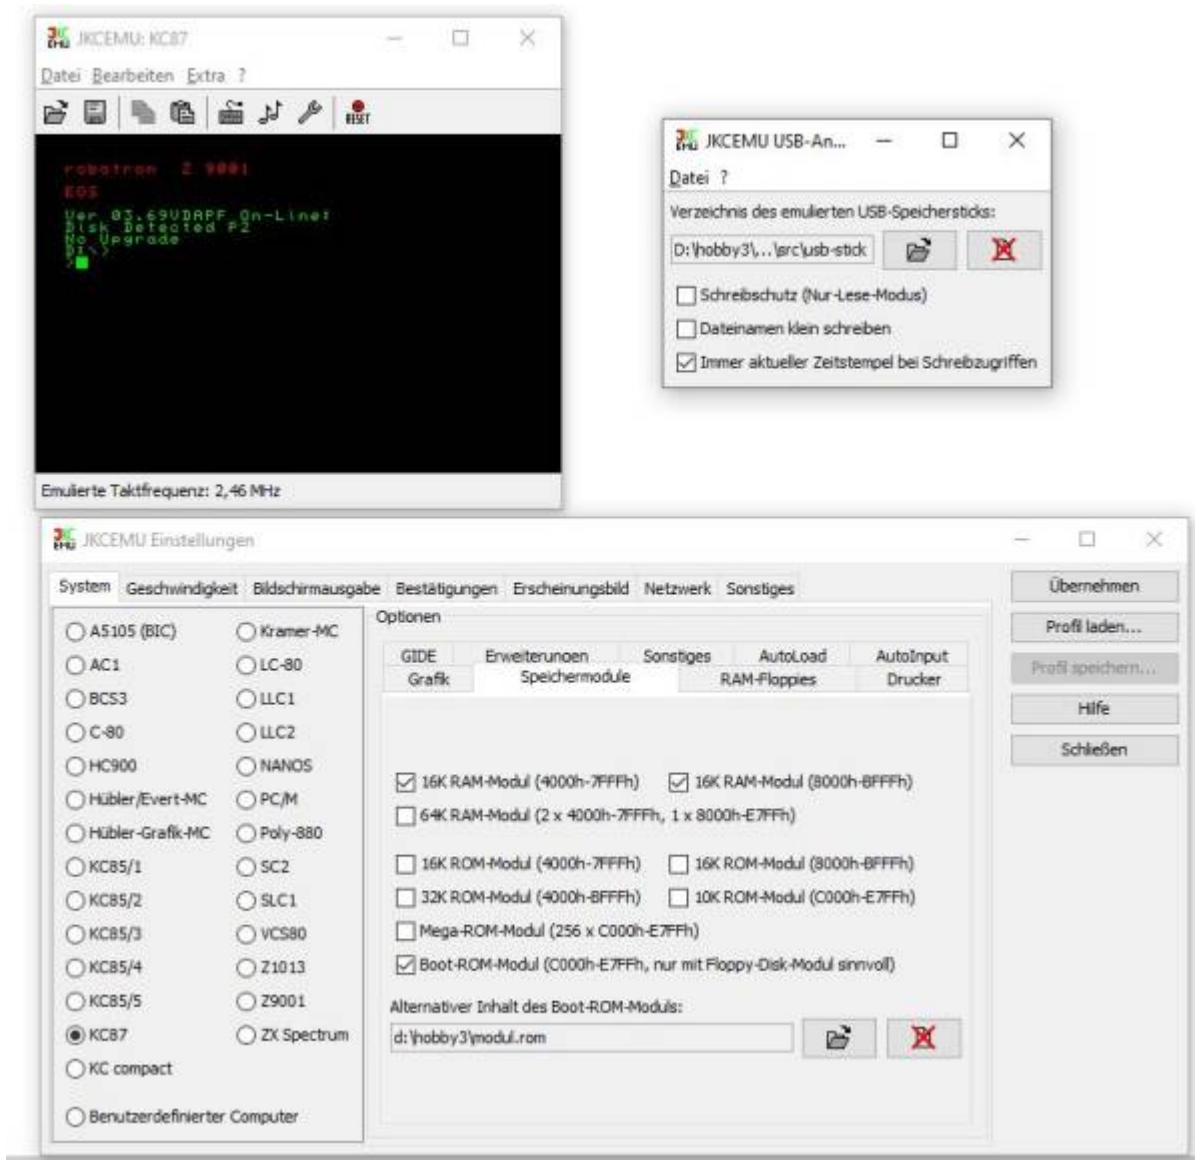 JKCEMU: KC87
Datei Bearbeiten Extra ?
RESET
robotron Z 9001
EOS
Ver 03.69VDAPF On-Line:
Disk Detected P2
No Upgrade
D:\>
>
Emulierte Taktfrequenz: 2,46 MHz
JKCEMU USB-An...
Datei ?
Verzeichnis des emulierten USB-Speichersticks:
D:\hobby3\,...\src\usb-stick
Schreibschutz (Nur-Lese-Modus)
Dateinamen klein schreiben
Immer aktueller Zeitstempel bei Schreibzugriffen
JKCEMU Einstellungen
System Geschwindigkeit Bildschirmausgabe Bestätigungen Erscheinungsbild Netzwerk Sonstiges
A5105 (BIC) Kramer-MC
AC1 LC-80
BCS3 LLC1
C-80 LLC2
HC900 NANOS
Hübler/Evert-MC PC/M
Hübler-Grafik-MC Poly-880
KC85/1 SC2
KC85/2 SLC1
KC85/3 VCS80
KC85/4 Z1013
KC85/5 Z9001
KC87 ZX Spectrum
KC compact
Benutzerdefinierter Computer
Optionen
GIDE Erweiterungen Sonstiges AutoLoad AutoInput
Grafik Speichermodule RAM-Floppies Drucker
16K RAM-Modul (4000h-7FFFh) 16K RAM-Modul (8000h-BFFFh)
64K RAM-Modul (2 x 4000h-7FFFh, 1 x 8000h-E7FFh)
16K ROM-Modul (4000h-7FFFh) 16K ROM-Modul (8000h-BFFFh)
32K ROM-Modul (4000h-BFFFh) 10K ROM-Modul (C000h-E7FFh)
Mega-ROM-Modul (256 x C000h-E7FFh)
Boot-ROM-Modul (C000h-E7FFh, nur mit Floppy-Disk-Modul sinnvoll)
Alternativer Inhalt des Boot-ROM-Moduls:
d:\hobby3\modul.rom
Übernehmen
Profil laden...
Profil speichern...
Hilfe
Schließen